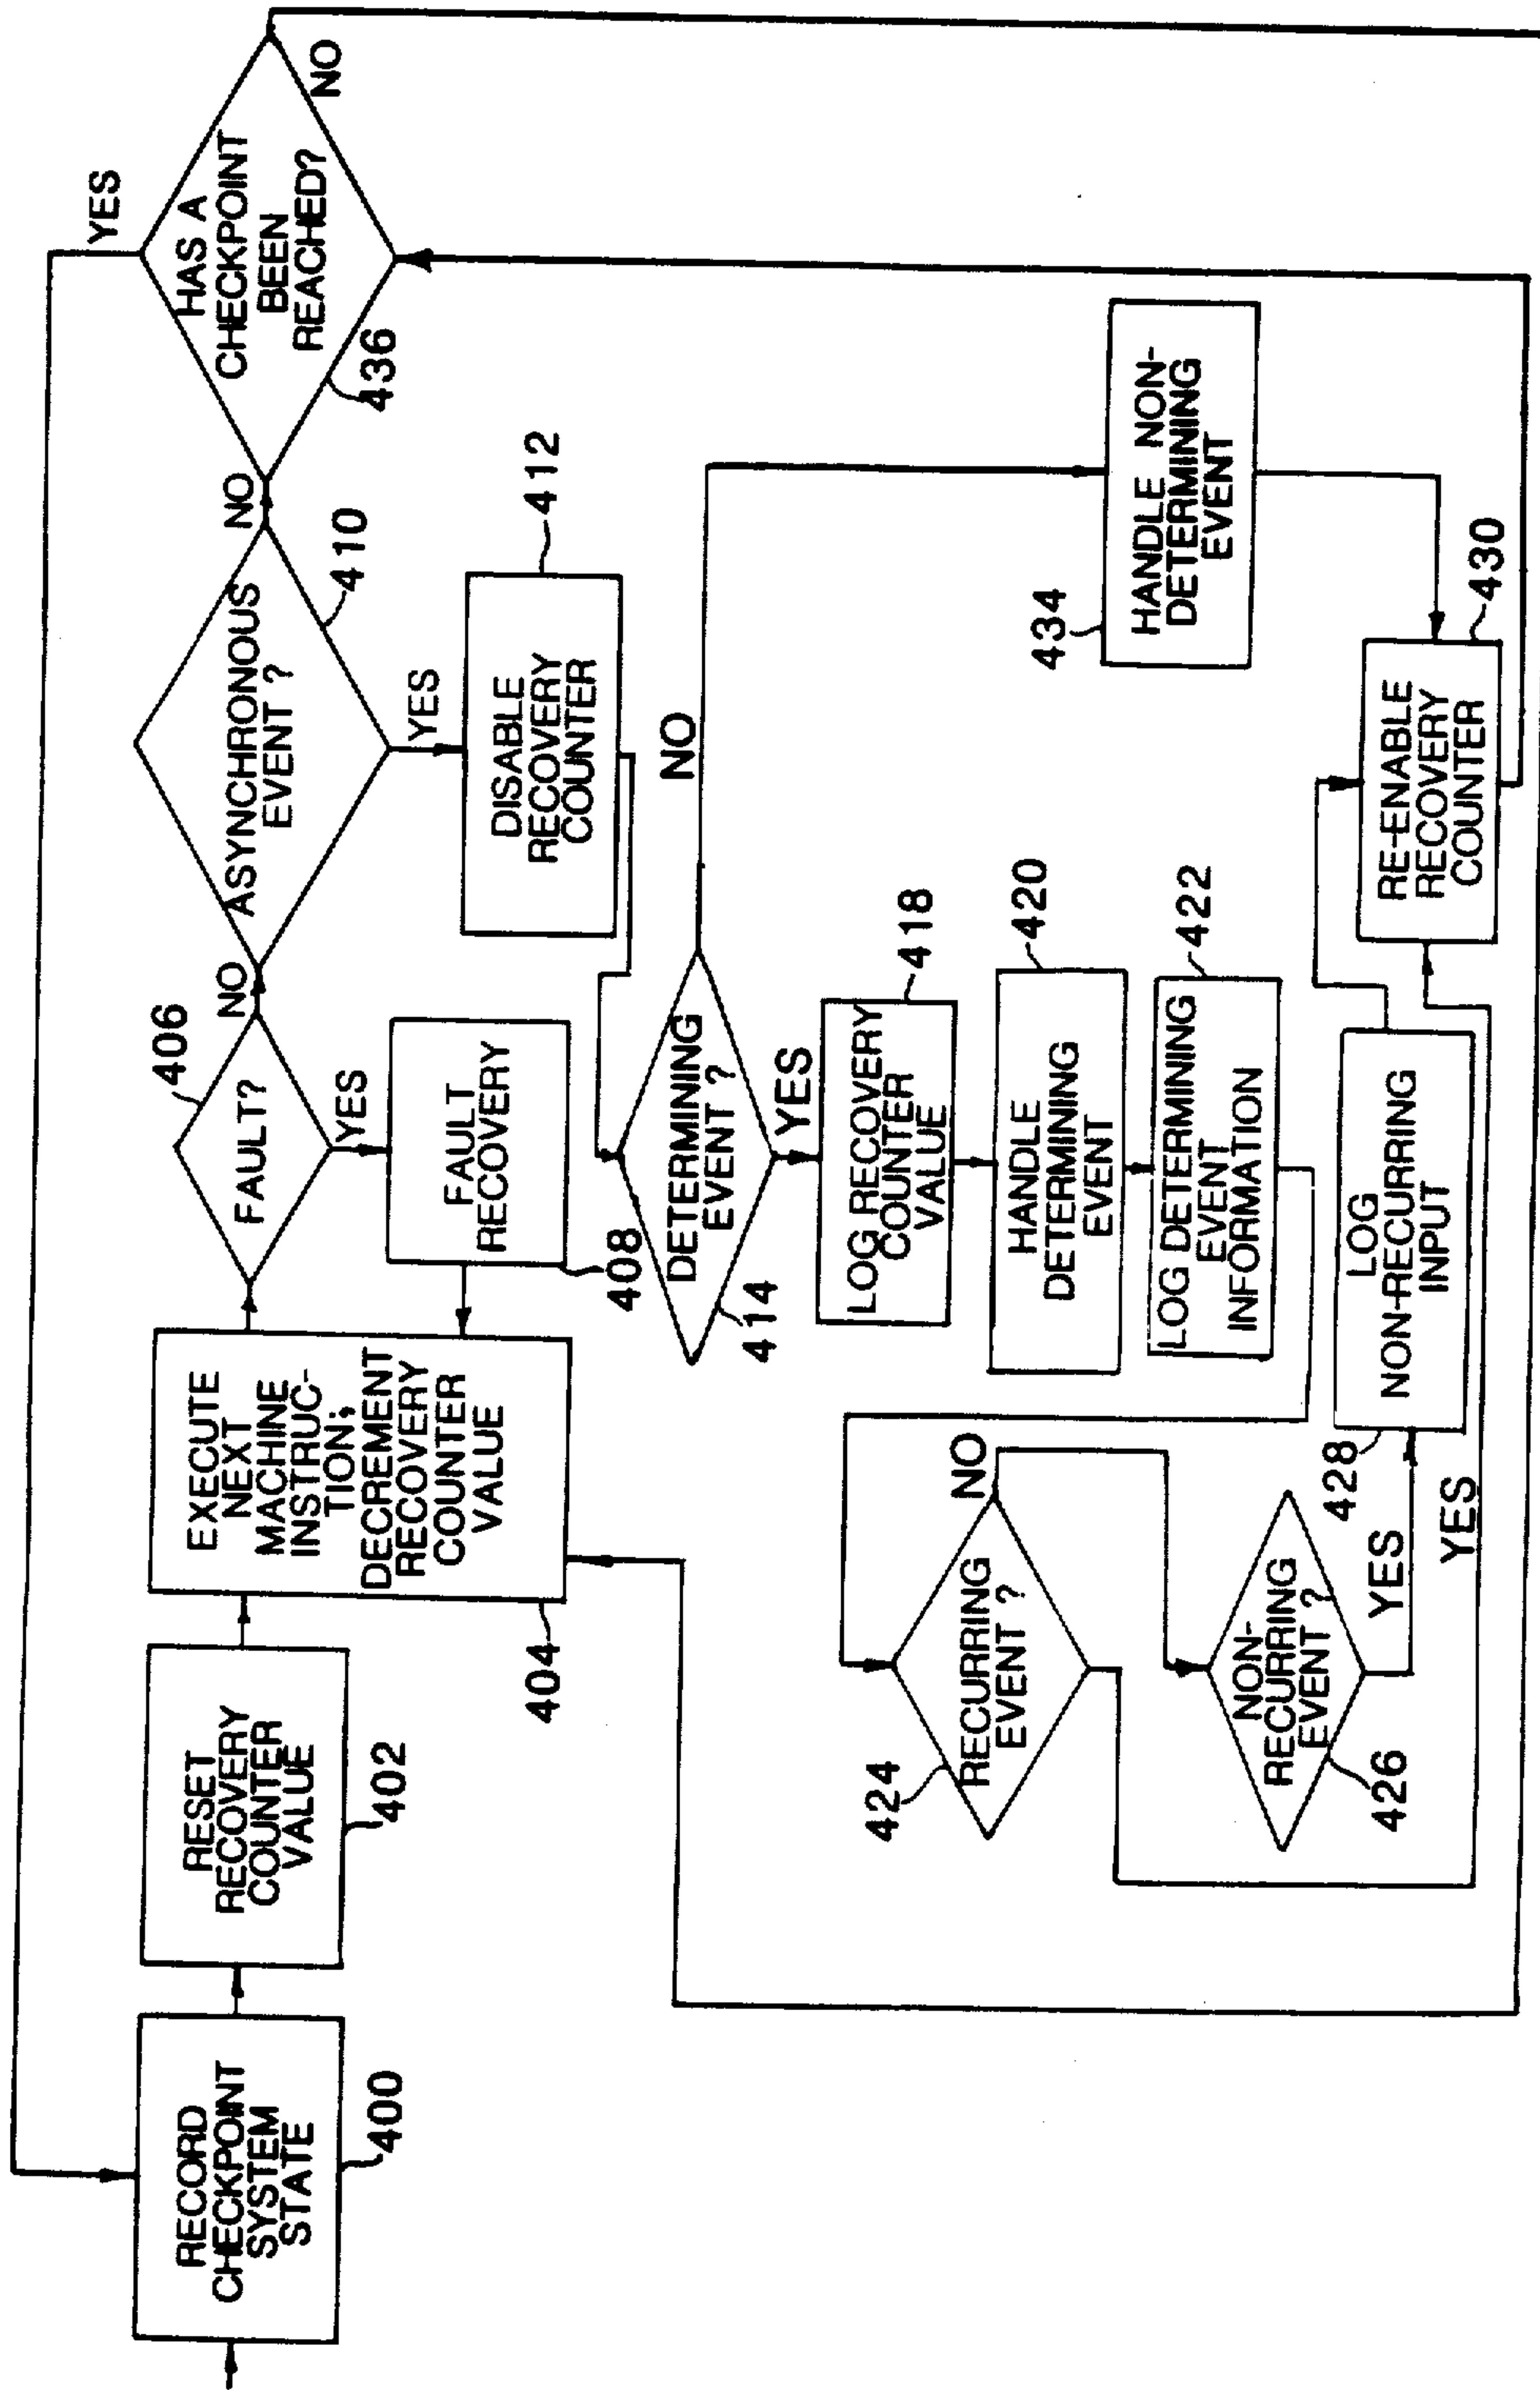 RECORD
CHECKPOINT
SYSTEM
STATE
400
RESET
RECOVERY
COUNTER
VALUE
402
EXECUTE
NEXT
MACHINE
INSTRUC-
TION;
DECREMENT
RECOVERY
COUNTER
VALUE
404
FAULT?
406
NO
YES
FAULT
RECOVERY
408
ASYNCHRONOUS
EVENT ?
410
NO
YES
HAS A
CHECKPOINT
BEEN
REACHED?
436
YES
NO
DISABLE
RECOVERY
COUNTER
412
DETERMINING
EVENT ?
414
NO
YES
LOG RECOVERY
COUNTER
VALUE
418
HANDLE
DETERMINING
EVENT
420
LOG DETERMINING
EVENT
INFORMATION
422
RECURRING
EVENT ?
424
NO
YES
NON-
RECURRING
EVENT ?
426
YES
LOG
NON-RECURRING
INPUT
428
RE-ENABLE
RECOVERY
COUNTER
430
HANDLE NON-
DETERMINING
EVENT
434